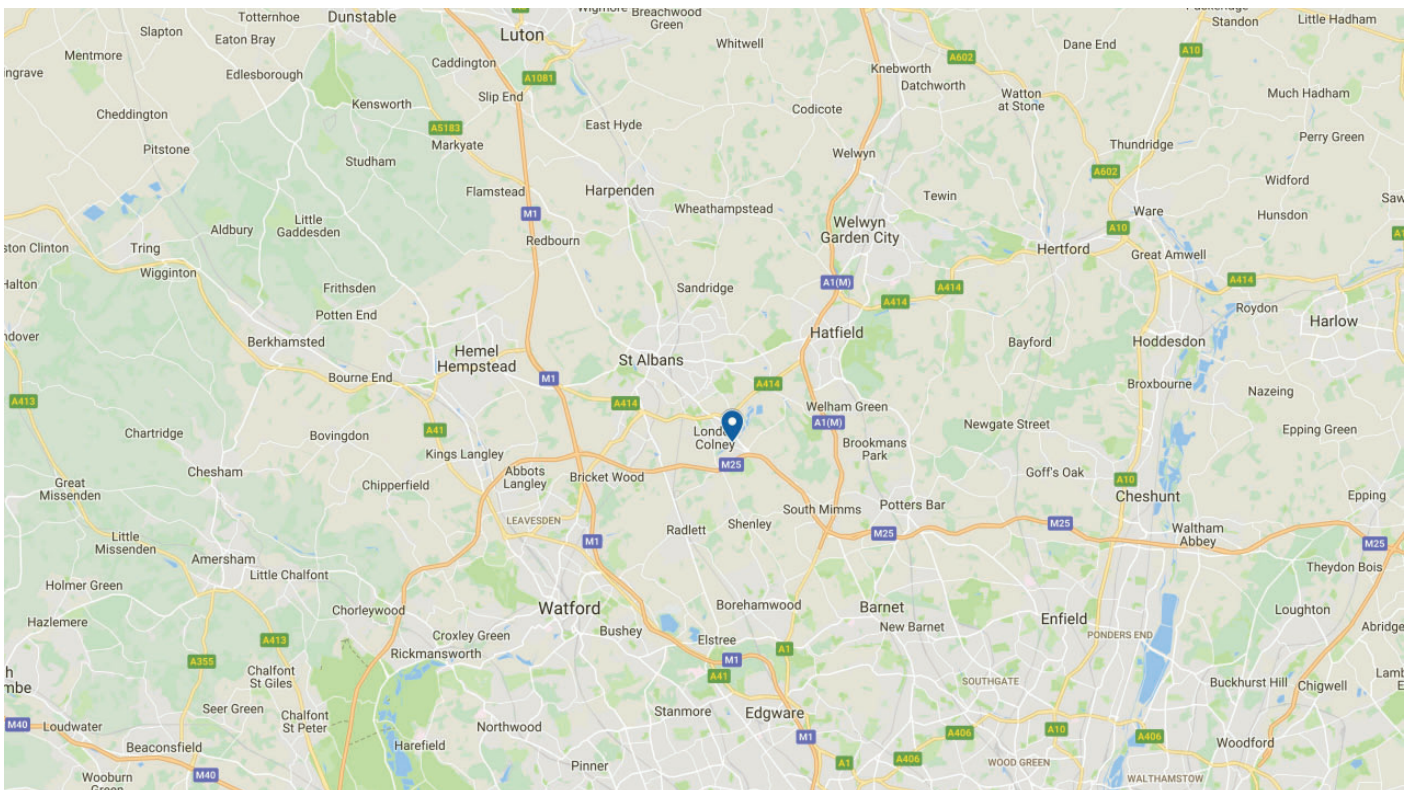 Totternhoe
Dunstable
Wigmore
Breachwood
Green
Standon
Little Hadham
Slapton
Eaton Bray
Luton
Whitwell
A602
Dane End
A10
Mentmore
Caddington
Knebworth
Datchworth
Edlesborough
A1081
Slip End
Watton
at Stone
Much Hadham
Kensworth
Codicote
Cheddington
A5183
Markyate
East Hyde
Perry Green
Pitstone
Studham
Welwyn
Thundridge
A602
Flamstead
Harpenden
Tewin
Widford
M1
Wheathampstead
Ware
Hunsdon
Little
Gaddesden
Aldbury
Welwyn
Garden City
A10
Tring
Redbourn
Hertford
Great Amwell
Wigginton
Frithsden
Sandridge
A1(M)
A414
A414
A414
Potten End
Roydon
Harlow
Berkhamsted
Hemel
Hempstead
St Albans
Hatfield
Bayford
Hoddesdon
Bourne End
M1
A414
Broxbourne
Nazeing
A413
A414
Welham Green
A1(M)
Newgate Street
Epping Green
Chartridge
Bovingdon
A41
Colney
Brookmans
Park
Kings Langley
Abbots
Langley
Bricket Wood
M25
Goff's Oak
A10
Chesham
Great
Missenden
Chipperfield
Cheshunt
Epping
LEAVESDEN
Radlett
Shenley
South Mimms
Potters Bar
M25
M25
Waltham
Abbey
M25
Little
Missenden
M1
Amersham
Little Chalfont
Theydon Bois
Holmer Green
Chorleywood
Watford
Borehamwood
Barnet
Enfield
Loughton
Hazlemere
Croxley Green
Bushey
Elstree
New Barnet
PONDERS END
Rickmansworth
A413
A355
M1
A1
A41
Chalfont
St Giles
SOUTHGATE
Buckhurst Hill
Chigwell
Seer Green
Chalfont
St Peter
Stanmore
Edgware
M40
Loudwater
Northwood
M1
A406
A10
A406
Woodford
Beaconsfield
Harefield
M40
Pinner
A1
A406
WOOD GREEN
WALTHAMSTOW
Wooburn
Green